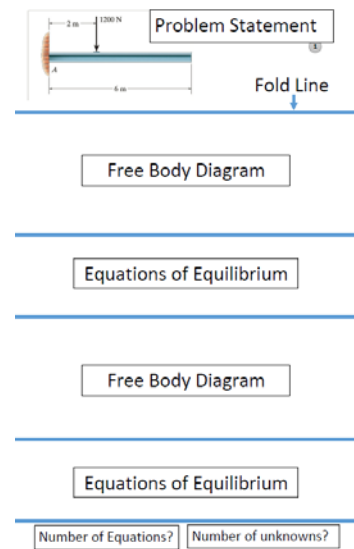 1200 N
Problem Statement
2 m
1
A
6 m
Fold Line
Free Body Diagram
Equations of Equilibrium
Free Body Diagram
Equations of Equilibrium
Number of Equations?
Number of unknowns?